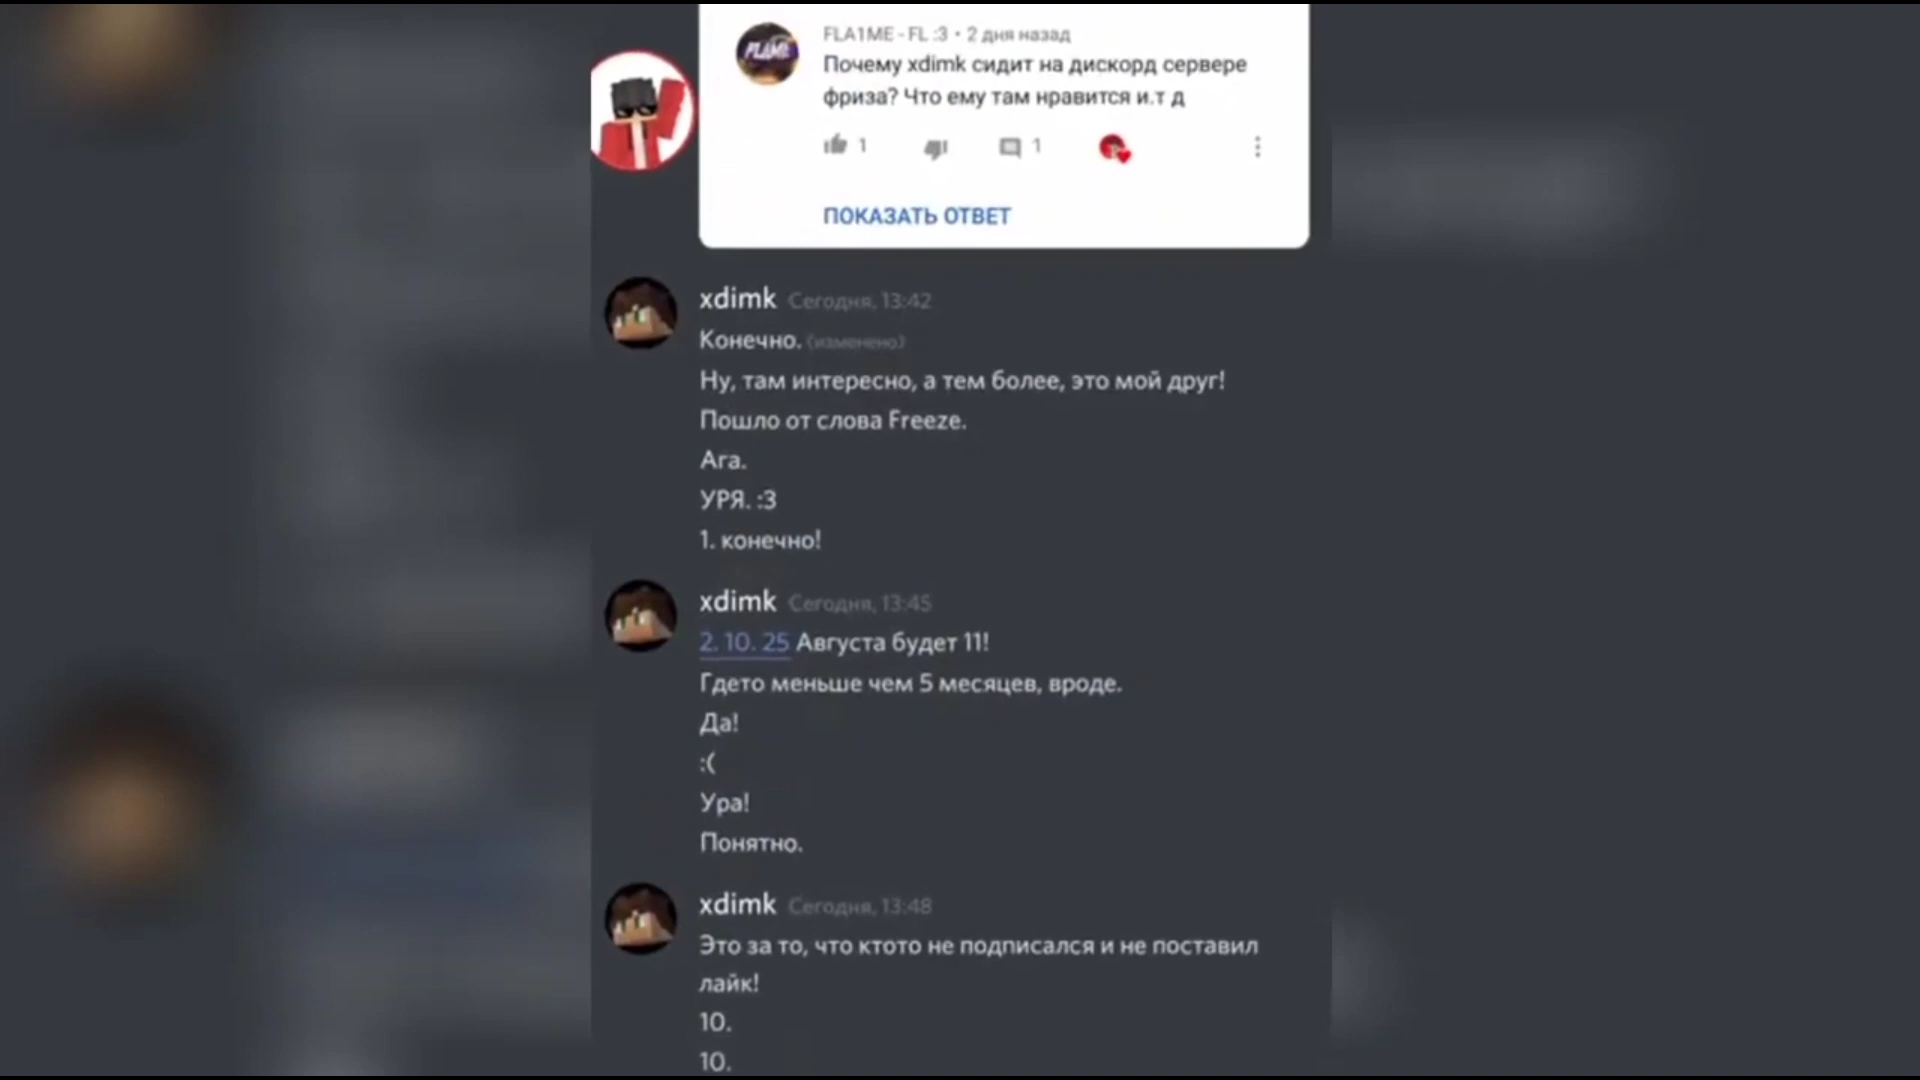 FLAME
FLA1ME - FL :3 • 2 дня назад
Почему xdimk сидит на дискорд сервере
фриза? Что ему там нравится и.т д
1 1
ПОКАЗАТЬ ОТВЕТ
xdimk Сегодня, 13:42
Конечно. (изменено)
Ну, там интересно, а тем более, это мой друг!
Пошло от слова Freeze.
Ага.
УРЯ. :3
1. конечно!
xdimk Сегодня, 13:45
2. 10. 25 Августа будет 11!
Гдето меньше чем 5 месяцев, вроде.
Да!
:(
Ура!
Понятно.
xdimk Сегодня, 13:48
Это за то, что ктото не подписался и не поставил
лайк!
10.
10.